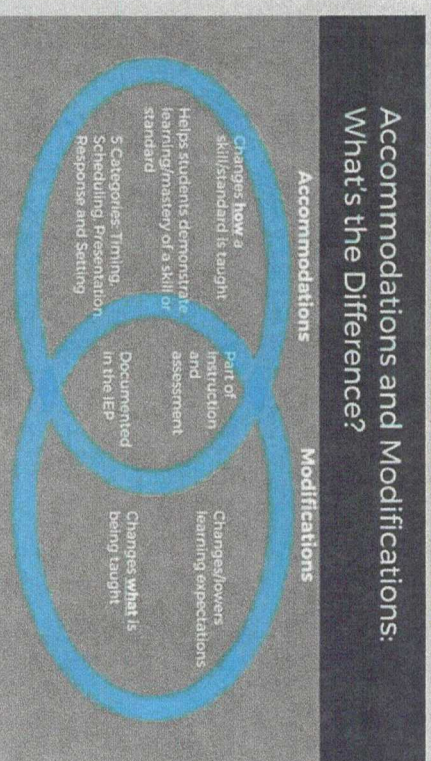 Accommodations and Modifications:
What's the Difference?
Accommodations
Changes how a
skill/standard is taught
Helps students demonstrate
learning/mastery of a skill or
standard
5 Categories: Timing,
Scheduling, Presentation
Response and Setting
Part of
Instruction
and
assessment
Documented
in the IEP
Modifications
Changes/lowers
learning expectations
Changes what is
being taught